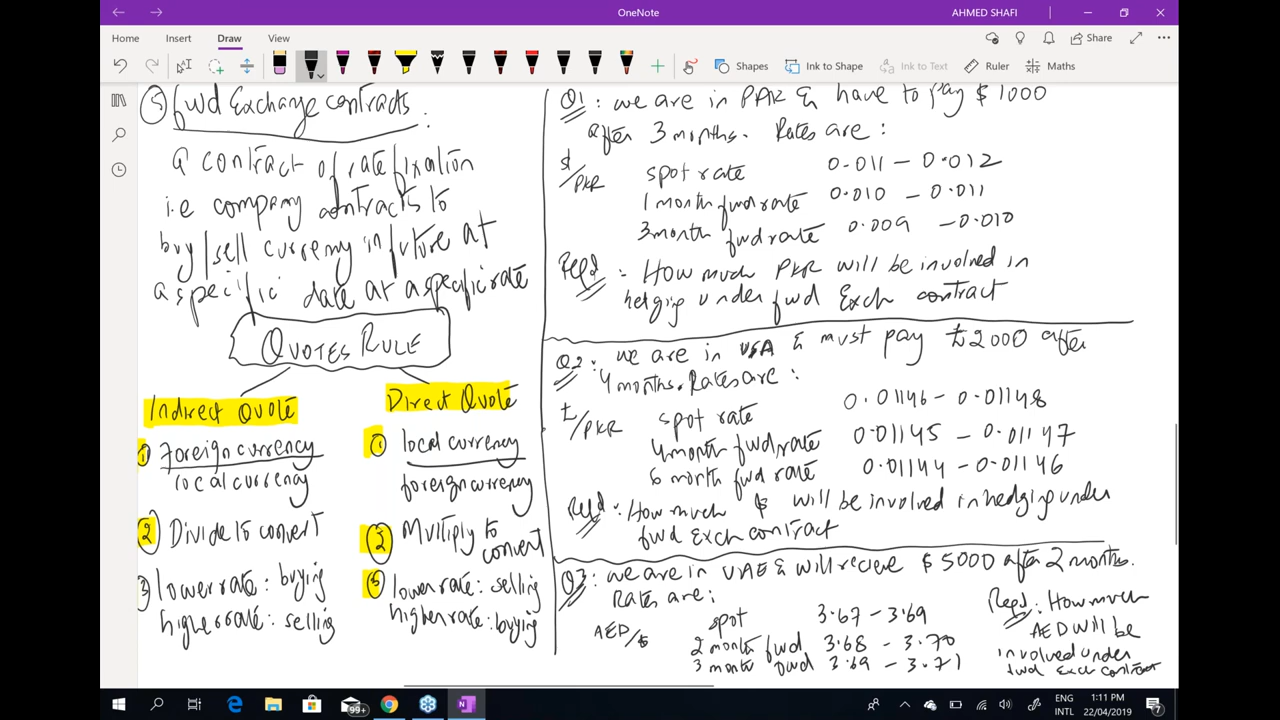 OneNote
AHMED SHAFI
Home Insert Draw View
Share
Shapes Ink to Shape Ink to Text Ruler Maths
5 fwd Exchange contracts :
a contract of rate fixation
i.e company contracts to
buy/sell currency in future at
a specific date at a specific rate
QUOTES RULE
Indirect Quote
① Foreign currency
local currency
② Divide to convert
③ lower rate : buying
higher rate : selling
Direct Quote
① local currency
foreign currency
② Multiply to
convert
③ lower rate : selling
higher rate : buying
Q1 : we are in PAK & have to pay $ 1000
after 3 months. Rates are :
$/PKR spot rate 0.011 – 0.012
1 month fwd rate 0.010 – 0.011
3 month fwd rate 0.009 – 0.010
Reqd : How much PKR will be involved in
hedging under fwd Exch contract
Q2 : we are in USA & must pay £2000 after
4 months. Rates are :
£/PKR spot rate 0.01146 – 0.01148
4 month fwd rate 0.01145 – 0.01147
6 month fwd rate 0.01144 – 0.01146
Reqd : How much $ will be involved in hedging under
fwd Exch contract
Q3 : we are in UAE & will recieve $ 5000 after 2 months.
Rates are :
AED/$ spot 3.67 – 3.69
2 month fwd 3.68 – 3.70
3 month fwd 3.69 – 3.71
Reqd : How much
AED will be
involved under
fwd Exch contract
99+
ENG
INTL
1:11 PM
22/04/2019
7